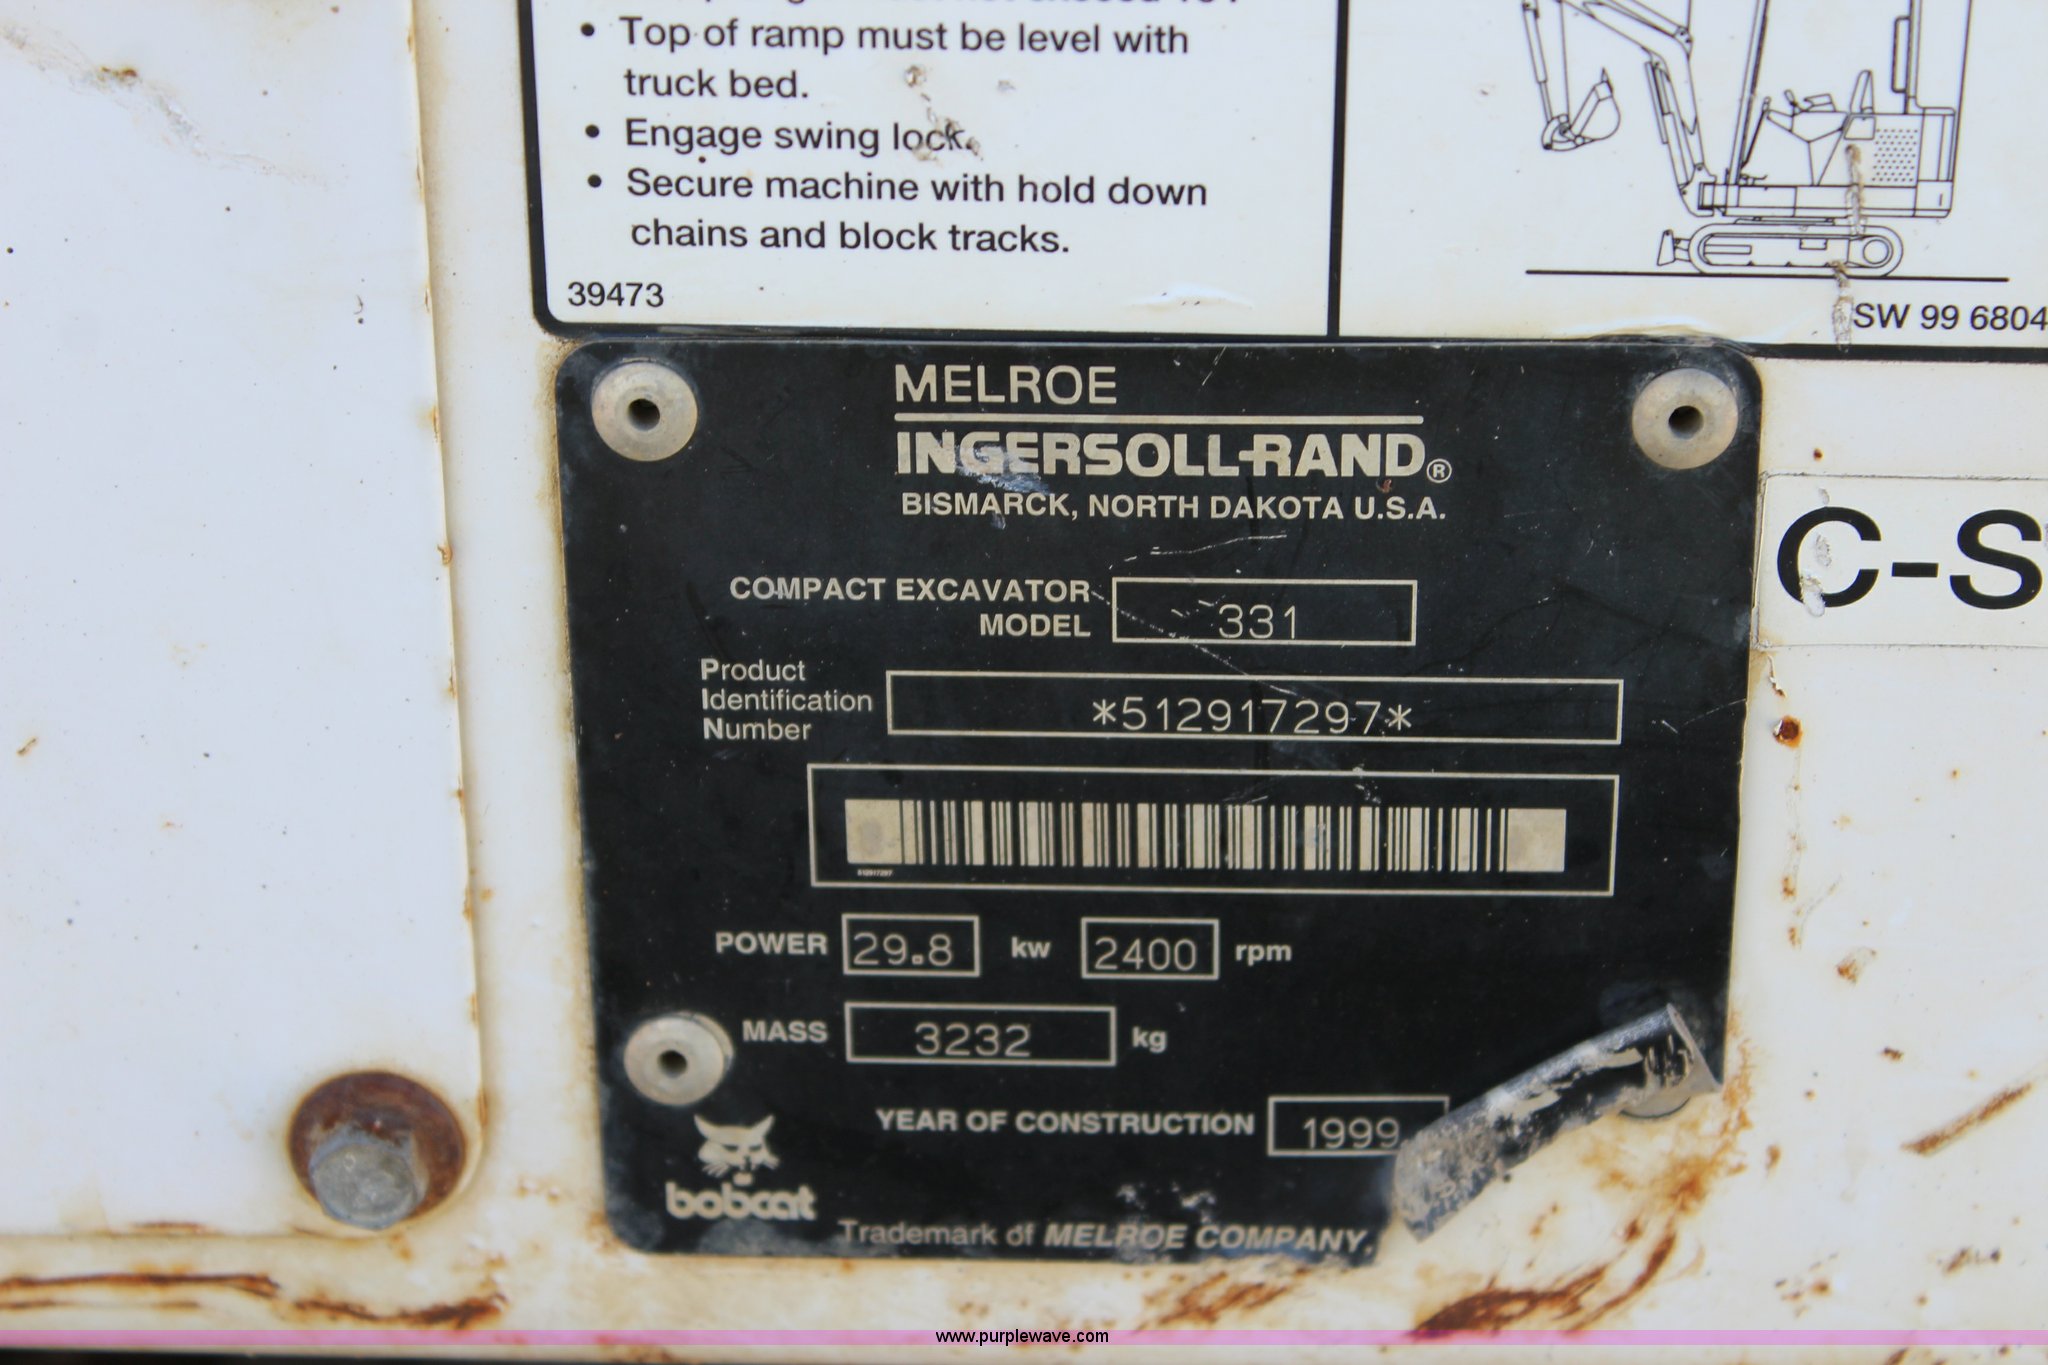 • Top of ramp must be level with
truck bed.
• Engage swing lock.
• Secure machine with hold down
chains and block tracks.
39473
SW 99 6804
MELROE
INGERSOLL-RAND®
BISMARCK, NORTH DAKOTA U.S.A.
C-S
COMPACT EXCAVATOR
MODEL 331
Product
Identification
Number *512917297*
512917297
POWER 29.8 kw 2400 rpm
MASS 3232 kg
YEAR OF CONSTRUCTION 1999
bobcat
Trademark of MELROE COMPANY.
www.purplewave.com